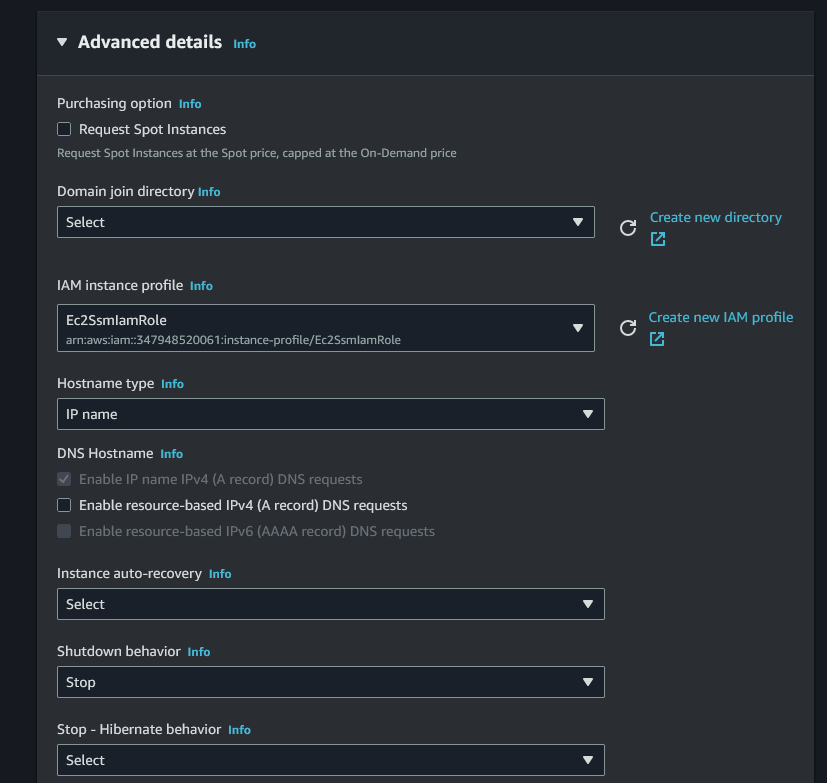 Advanced details Info
Purchasing option Info
Request Spot Instances
Request Spot Instances at the Spot price, capped at the On-Demand price
Domain join directory Info
Select
Create new directory
IAM instance profile Info
Ec2SsmIamRole
arn:aws:iam::347948520061:instance-profile/Ec2SsmIamRole
Create new IAM profile
Hostname type Info
IP name
DNS Hostname Info
Enable IP name IPv4 (A record) DNS requests
Enable resource-based IPv4 (A record) DNS requests
Enable resource-based IPv6 (AAAA record) DNS requests
Instance auto-recovery Info
Select
Shutdown behavior Info
Stop
Stop - Hibernate behavior Info
Select